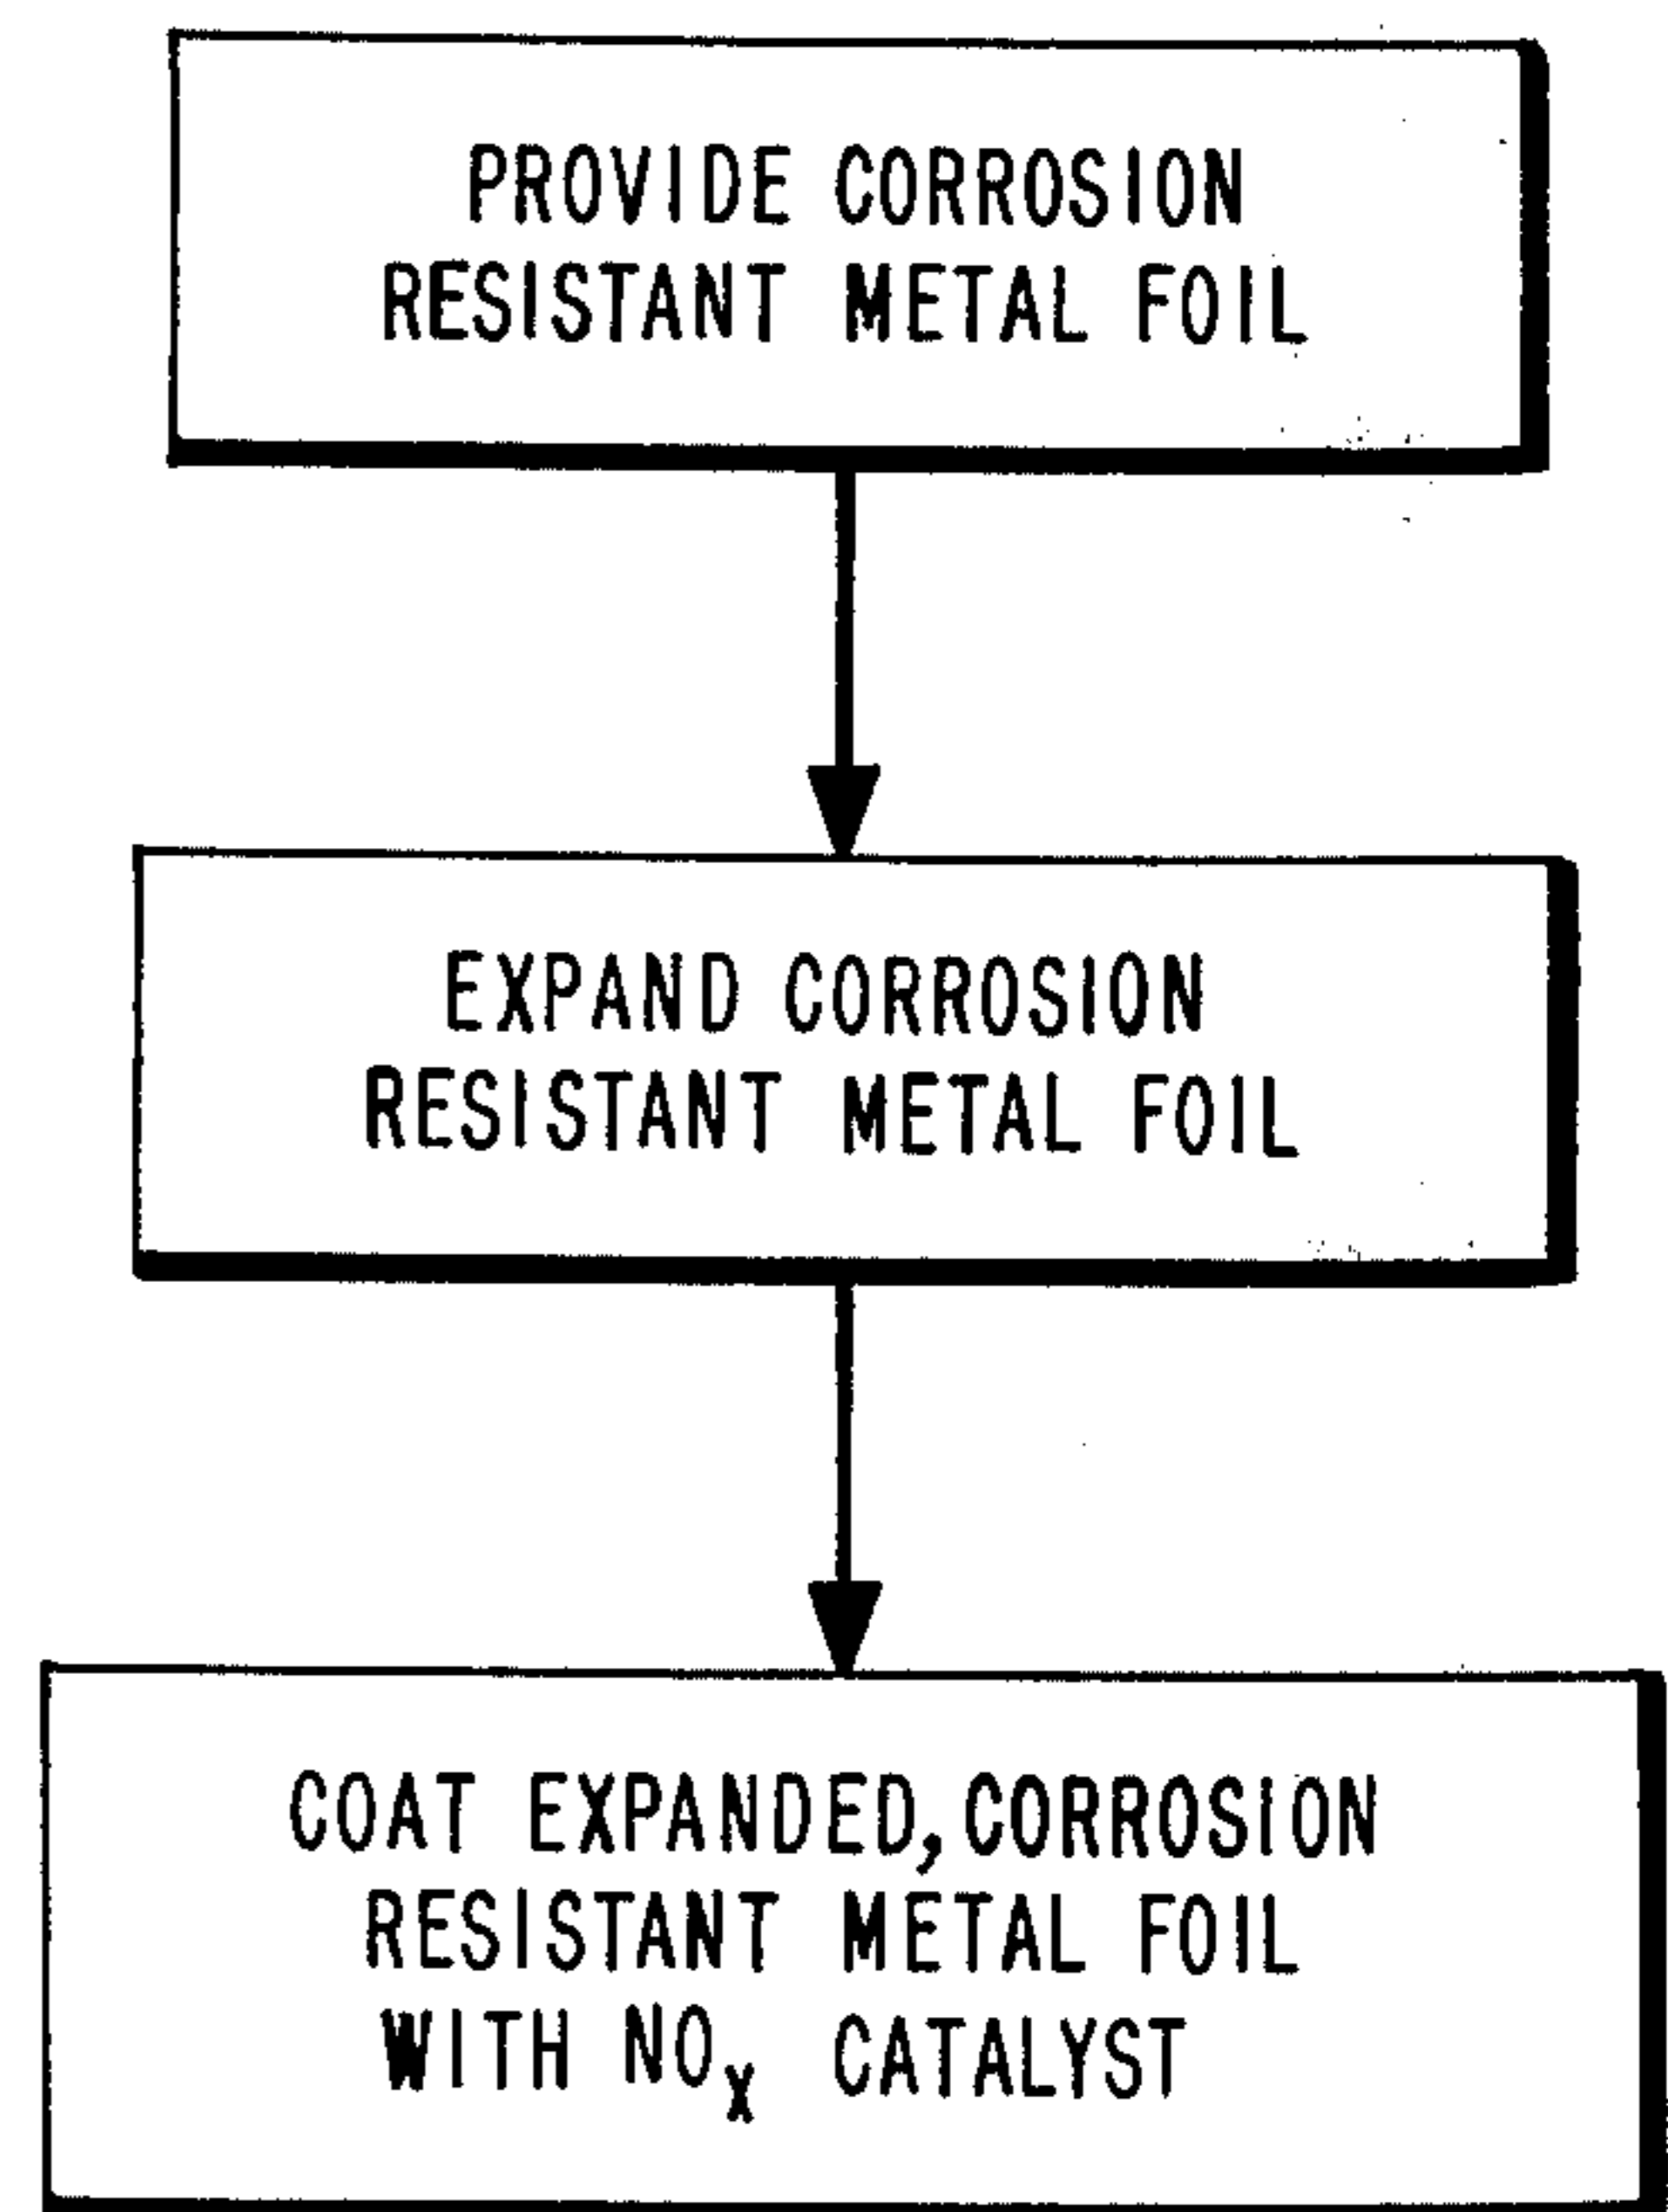 PROVIDE CORROSION
RESISTANT METAL FOIL
EXPAND CORROSION
RESISTANT METAL FOIL
COAT EXPANDED, CORROSION
RESISTANT METAL FOIL
WITH NOₓ CATALYST